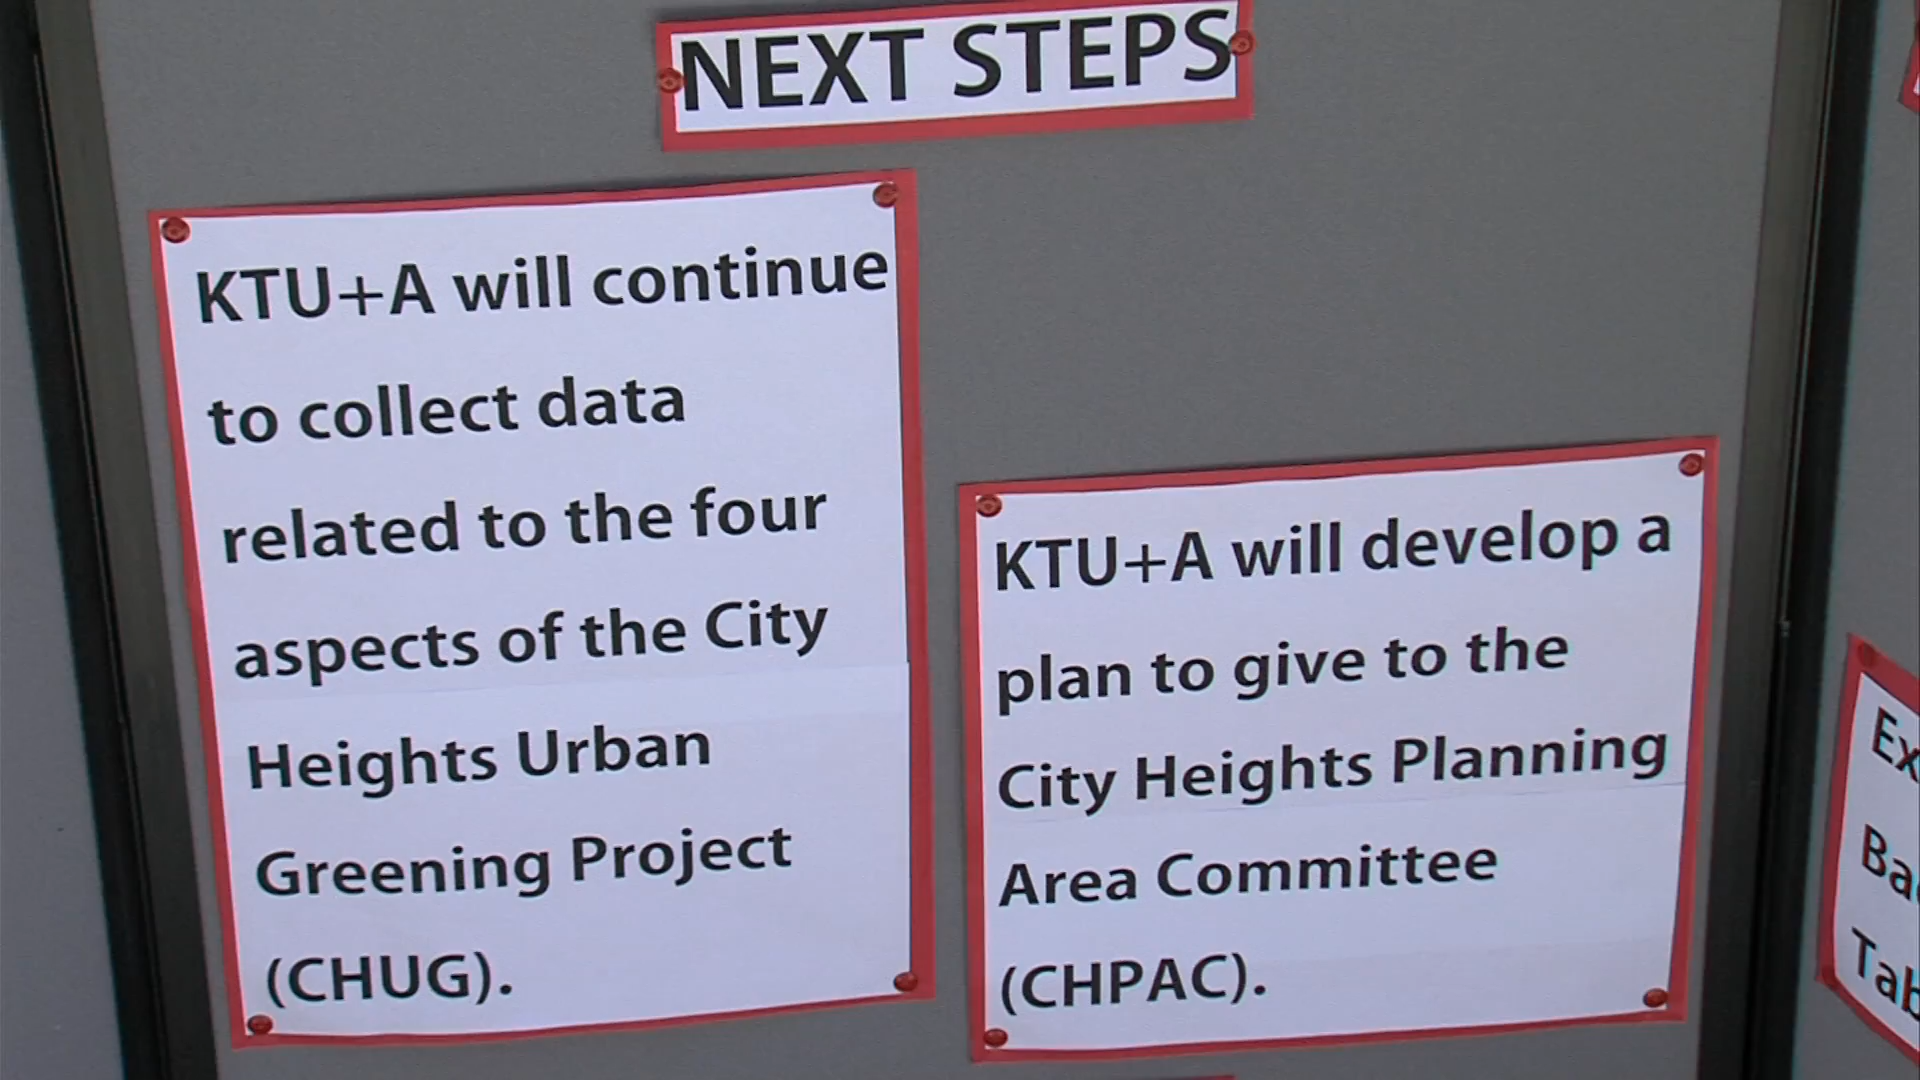 NEXT STEPS
KTU+A will continue
to collect data
related to the four
aspects of the City
Heights Urban
Greening Project
(CHUG).
KTU+A will develop a
plan to give to the
City Heights Planning
Area Committee
(CHPAC).